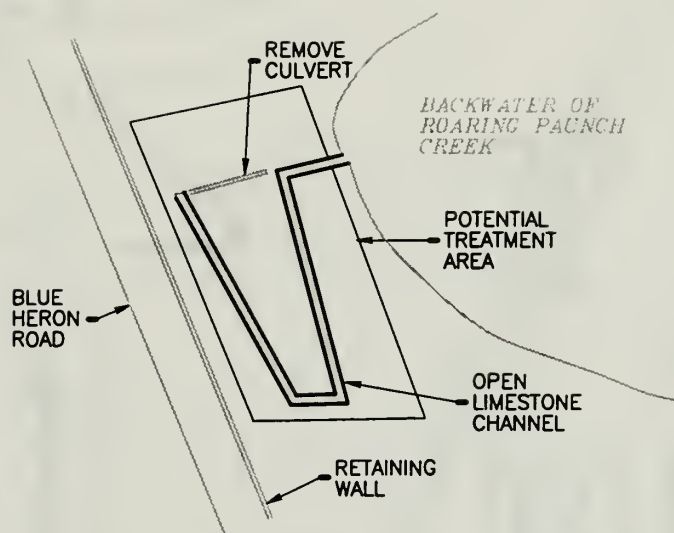 REMOVE
CULVERT
BACKWATER OF
ROARING PAUNCH
CREEK
POTENTIAL
TREATMENT
AREA
BLUE
HERON
ROAD
OPEN
LIMESTONE
CHANNEL
RETAINING
WALL